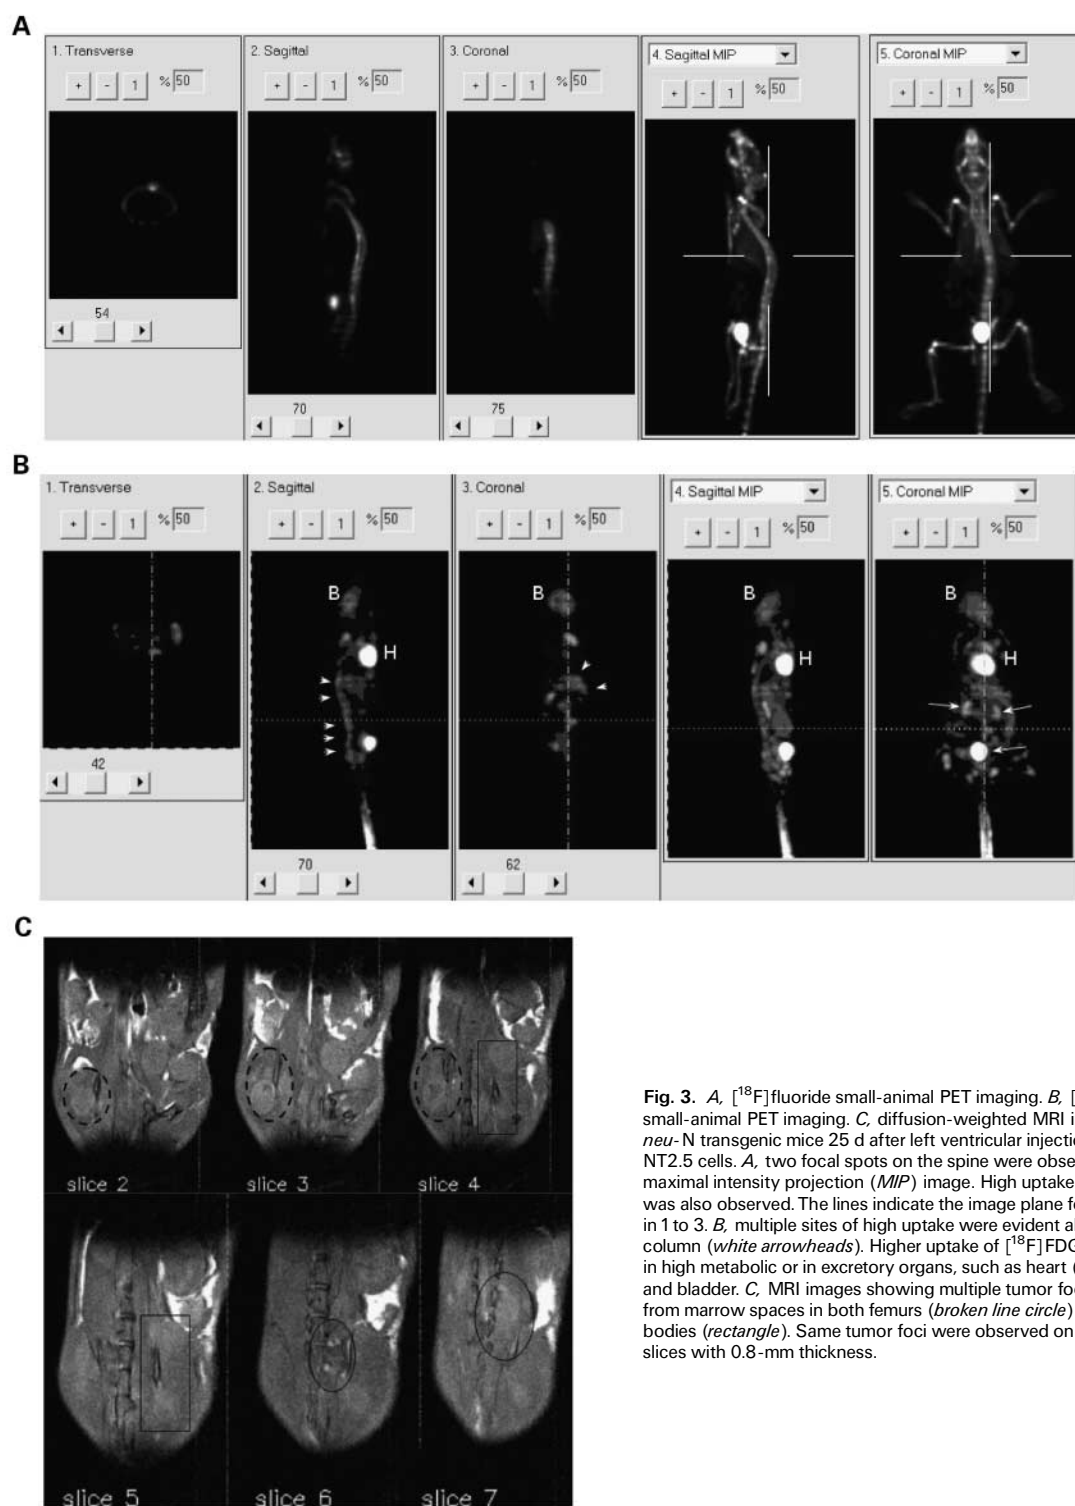 A
1. Transverse
2. Sagittal
3. Coronal
4. Sagittal MIP
5. Coronal MIP
+ - 1 % 50
+ - 1 % 50
+ - 1 % 50
+ - 1 % 50
+ - 1 % 50
54
70
75
B
1. Transverse
2. Sagittal
3. Coronal
4. Sagittal MIP
5. Coronal MIP
+ - 1 % 50
+ - 1 % 50
+ - 1 % 50
+ - 1 % 50
+ - 1 % 50
B
H
B
B
H
B
H
42
70
62
C
slice 2
slice 3
slice 4
slice 5
slice 6
slice 7
Fig. 3. A, [18F]fluoride small-animal PET imaging. B, [
small-animal PET imaging. C, diffusion-weighted MRI i
neu-N transgenic mice 25 d after left ventricular injectio
NT2.5 cells. A, two focal spots on the spine were obser
maximal intensity projection (MIP) image. High uptake
was also observed. The lines indicate the image plane fo
in 1 to 3. B, multiple sites of high uptake were evident al
column (white arrowheads). Higher uptake of [18F]FDG
in high metabolic or in excretory organs, such as heart (
and bladder. C, MRI images showing multiple tumor foc
from marrow spaces in both femurs (broken line circle)
bodies (rectangle). Same tumor foci were observed on
slices with 0.8-mm thickness.